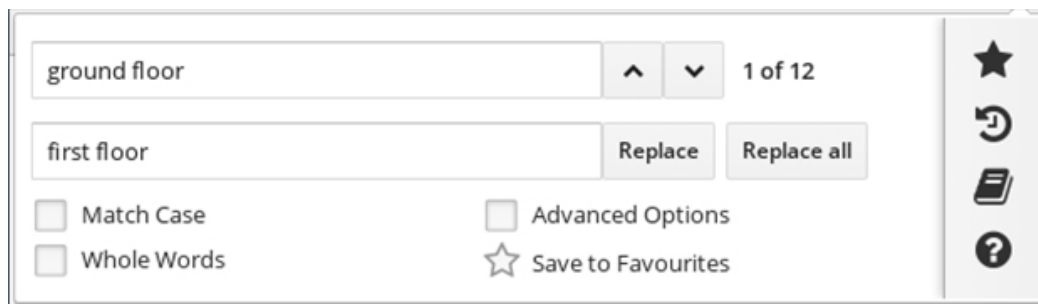 ground floor
1 of 12
first floor
Replace
Replace all
Match Case
Advanced Options
Whole Words
Save to Favourites